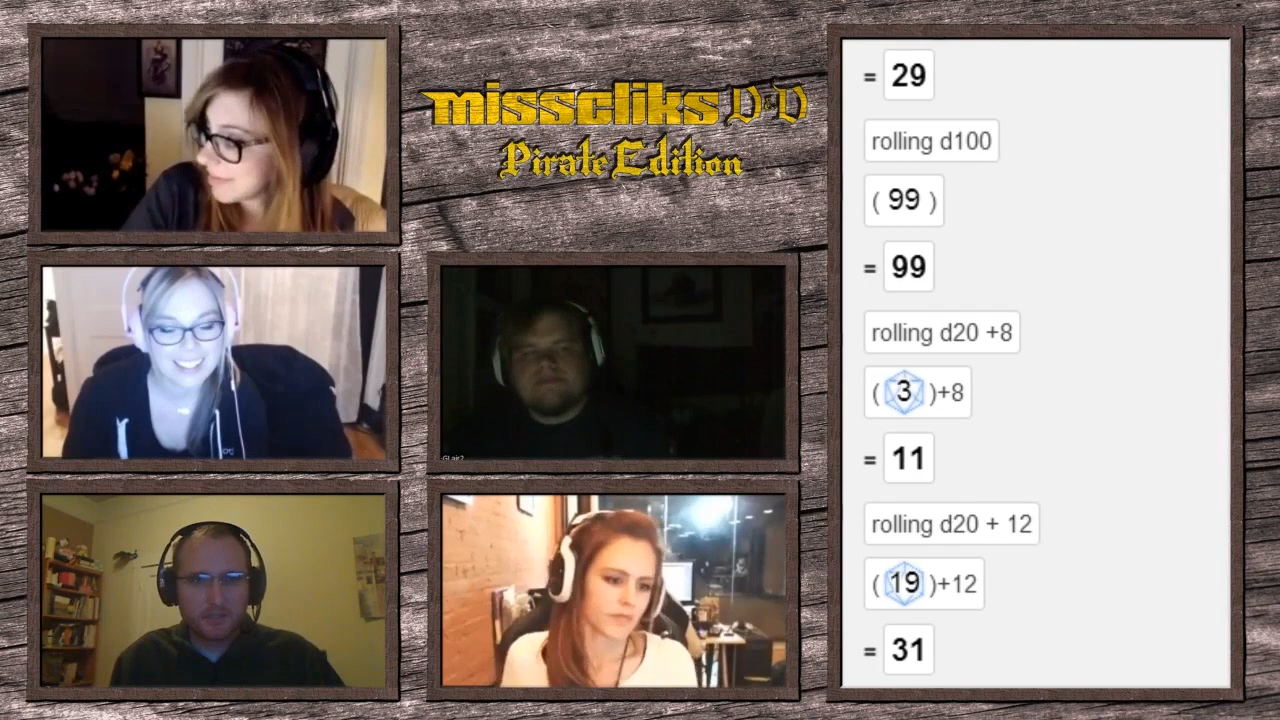 misscliks D&D
Pirate Edition
= 29
rolling d100
( 99 )
= 99
rolling d20 +8
( 3 )+8
= 11
rolling d20 + 12
( 19 )+12
= 31